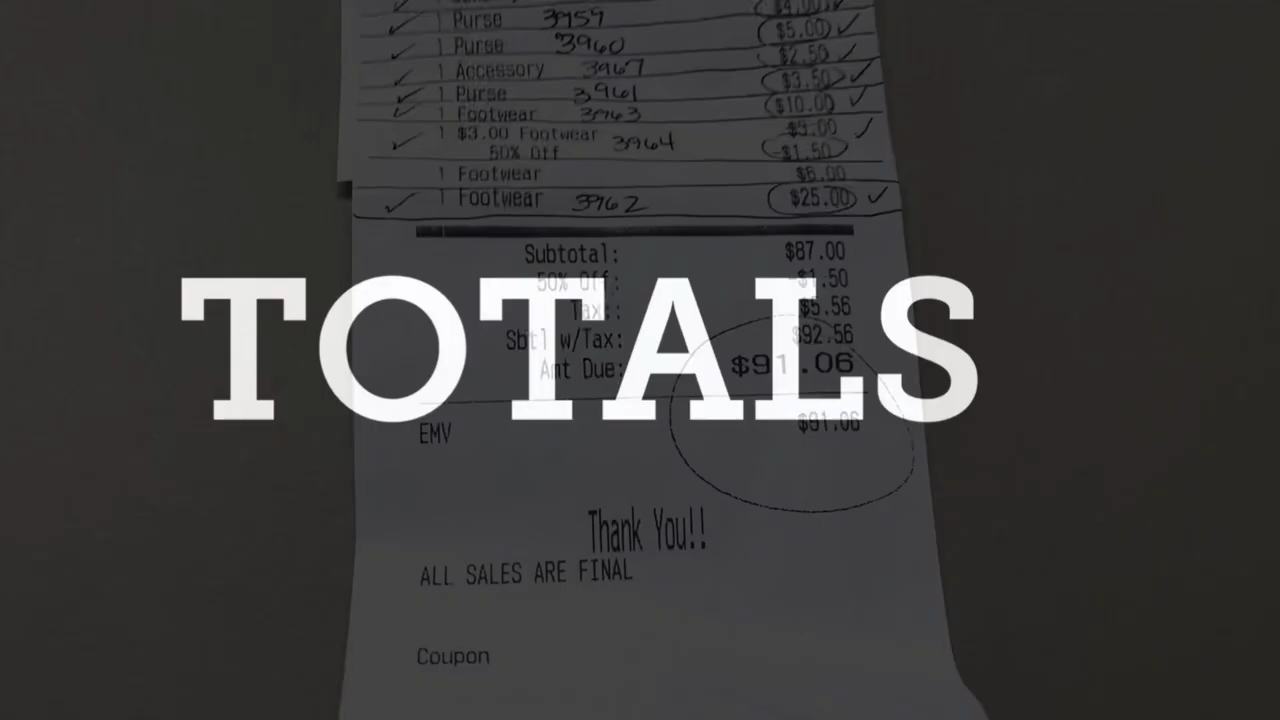 $4.00
1 Purse 3959 $5.00
1 Purse 3960 $2.50
1 Accessory 3967 $3.50
1 Purse 3961 $10.00
1 Footwear 3963
1 $3.00 Footwear 3964 $3.00
50% Off -$1.50
1 Footwear $6.00
1 Footwear 3962 $25.00
Subtotal: $87.00
50% Off: -$1.50
Tax:: $5.56
Sbtl w/Tax: $92.56
Amt Due: $91.06
TOTALS
EMV $91.06
Thank You!!
ALL SALES ARE FINAL
Coupon